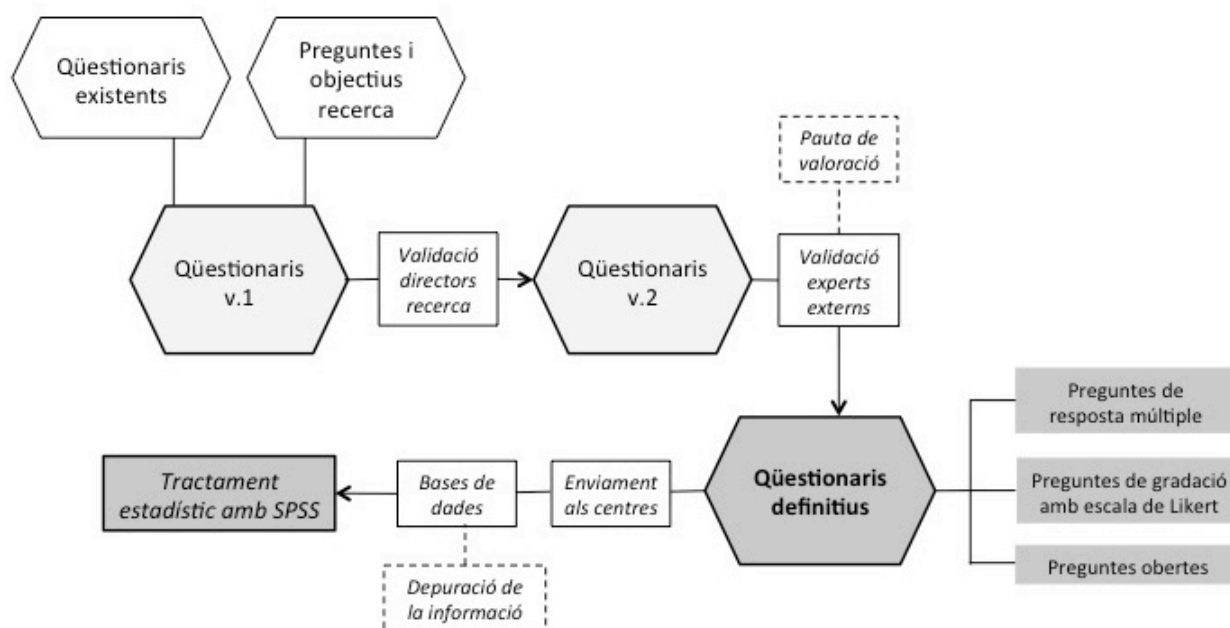 Qüestionaris
existents
Preguntes i
objectius
recerca
Pauta de
valoració
Qüestionaris
v.1
Validació
directors
recerca
Qüestionaris
v.2
Validació
experts
externs
Preguntes de
resposta múltiple
Tractament
estadístic amb SPSS
Bases de
dades
Enviament
als centres
Qüestionaris
definitius
Preguntes de gradació
amb escala de Likert
Preguntes obertes
Depuració de
la informació